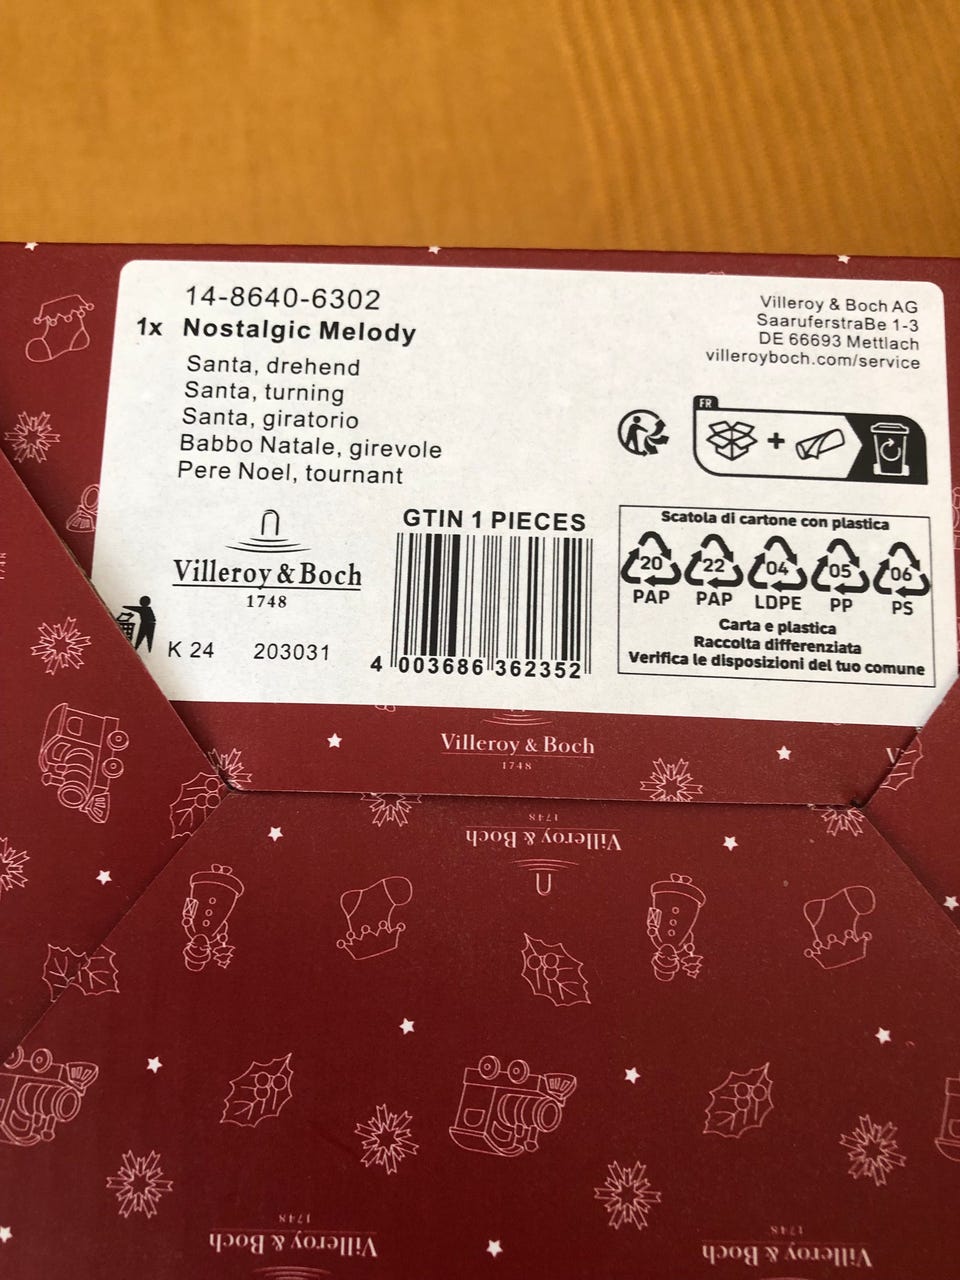 14-8640-6302
1x Nostalgic Melody
Santa, drehend
Santa, turning
Santa, giratorio
Babbo Natale, girevole
Pere Noel, tournant
Villeroy & Boch AG
SaaruferstraBe 1-3
DE 66693 Mettlach
villeroyboch.com/service
FR
Villeroy & Boch
1748
K 24 203031
GTIN 1 PIECES
4 003686 362352
Scatola di cartone con plastica
20 22 04 05 06
PAP PAP LDPE PP PS
Carta e plastica
Raccolta differenziata
Verifica le disposizioni del tuo comune
Villeroy & Boch
1748
Villeroy & Boch
1748
Villeroy & Boch
1748
Villeroy & Boch
1748